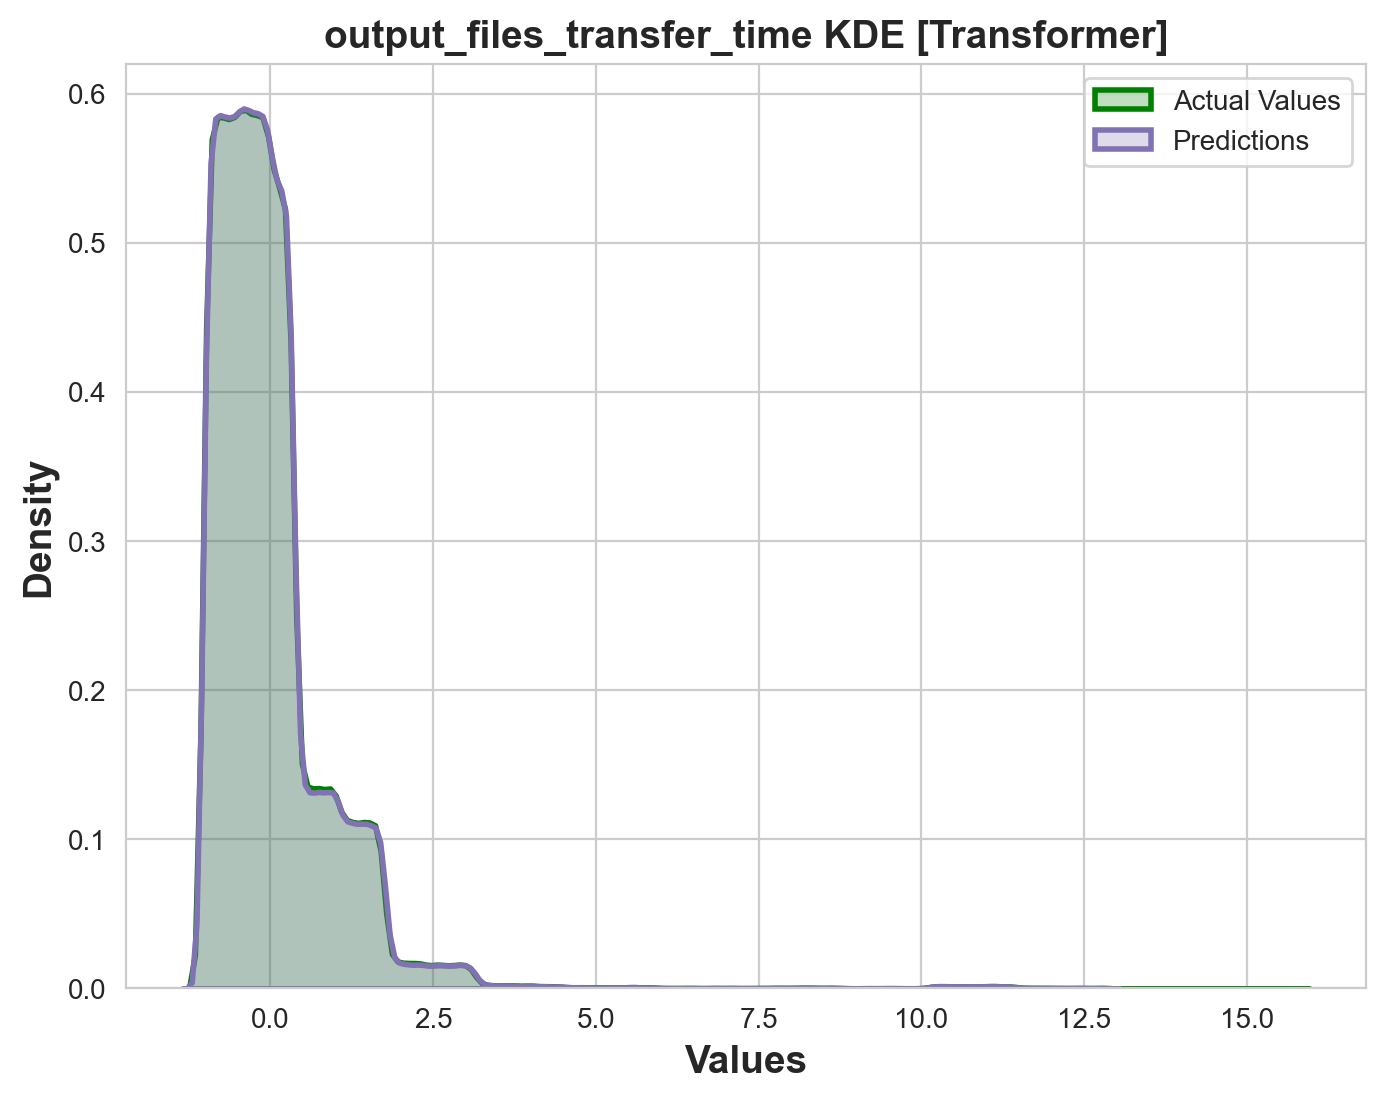 output_files_transfer_time KDE [Transformer]
Actual Values
Predictions
0.6
0.5
0.4
0.3
0.2
0.1
0.0
Density
0.0 2.5 5.0 7.5 10.0 12.5 15.0
Values